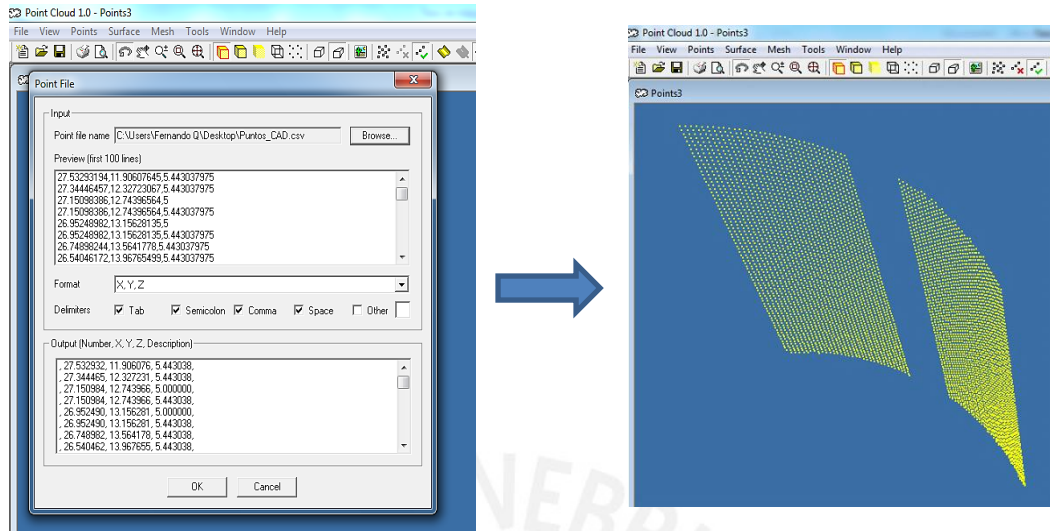 Point Cloud 1.0 - Points3
File View Points Surface Mesh Tools Window Help
Point File
Input
Point file name C:\Users\Fernando Q\Desktop\Puntos_CAD.csv Browse...
Preview (first 100 lines)
27.53293194,11.90607645,5.443037975
27.34446457,12.32723067,5.443037975
27.15098386,12.74396564,5
27.15098386,12.74396564,5.443037975
26.95248982,13.15628135,5
26.95248982,13.15628135,5.443037975
26.74898244,13.5641778,5.443037975
26.54046172,13.96765499,5.443037975
Format X, Y, Z
Delimiters Tab Semicolon Comma Space Other
Output (Number, X, Y, Z, Description)
, 27.532932, 11.906076, 5.443038,
, 27.344465, 12.327231, 5.443038,
, 27.150984, 12.743966, 5.000000,
, 27.150984, 12.743966, 5.443038,
, 26.952490, 13.156281, 5.000000,
, 26.952490, 13.156281, 5.443038,
, 26.748982, 13.564178, 5.443038,
, 26.540462, 13.967655, 5.443038,
OK Cancel
Point Cloud 1.0 - Points3
File View Points Surface Mesh Tools Window Help
Points3